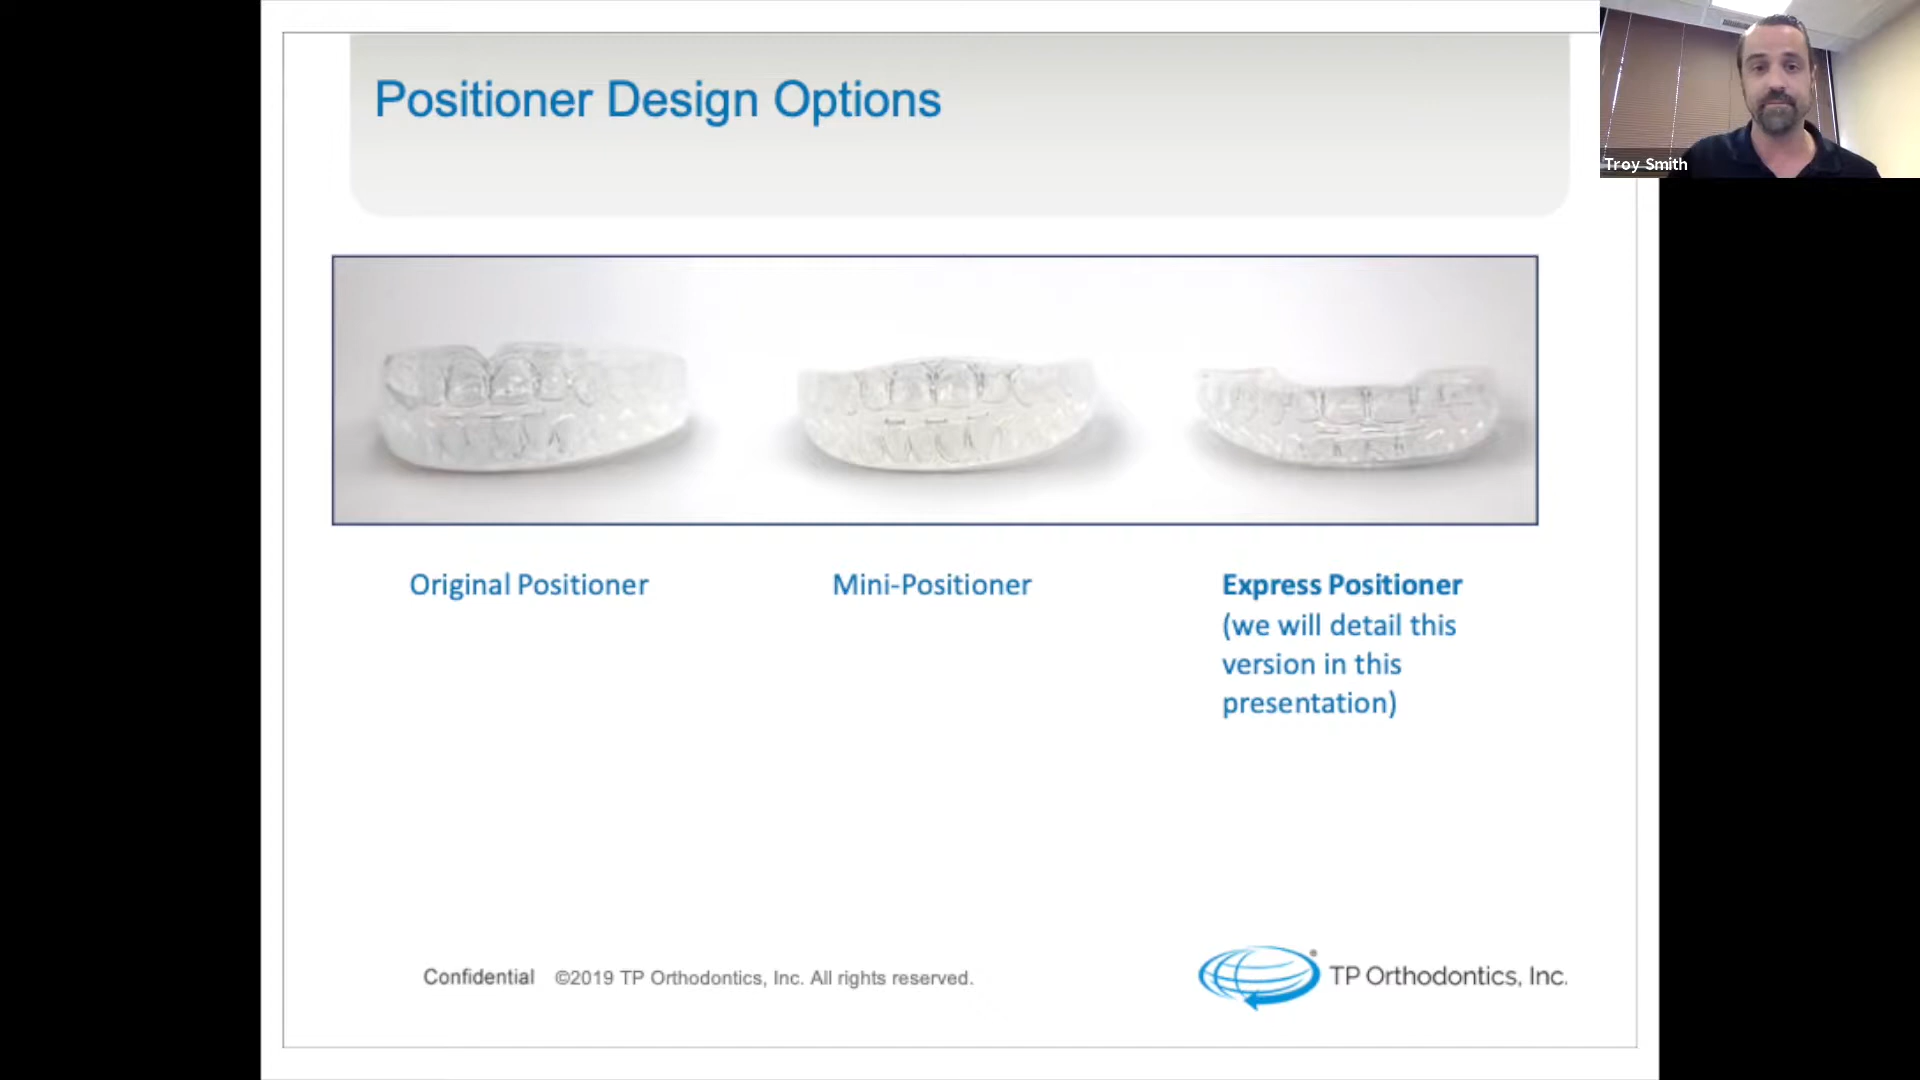 Positioner Design Options
Troy Smith
Original Positioner
Mini-Positioner
Express Positioner
(we will detail this
version in this
presentation)
Confidential ©2019 TP Orthodontics, Inc. All rights reserved.
® TP Orthodontics, Inc.